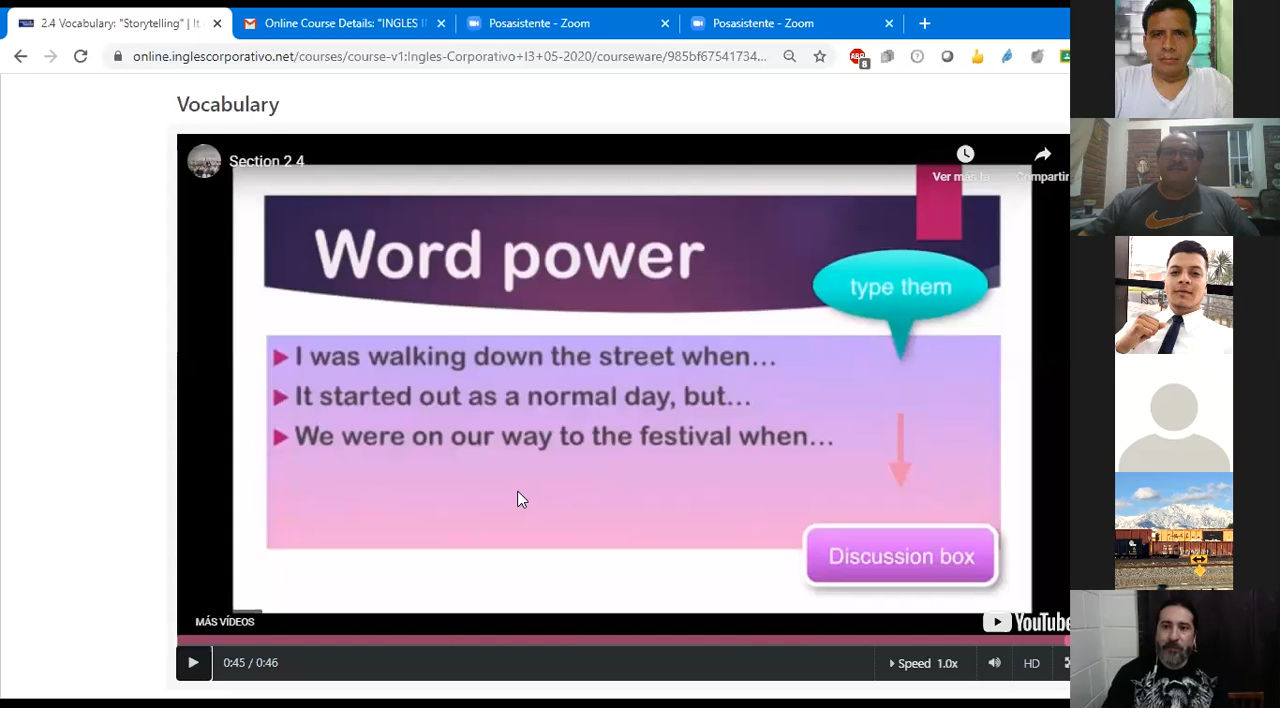 2.4 Vocabulary: "Storytelling" | It
Online Course Details: "INGLES II
Posasistente - Zoom
Posasistente - Zoom
online.inglescorporativo.net/courses/course-v1:Ingles-Corporativo+I3+05-2020/courseware/985bf67541734...
8
Vocabulary
Section 2 4
Ver más ta
Compartir
Word power
type them
I was walking down the street when...
It started out as a normal day, but...
We were on our way to the festival when...
Discussion box
MÁS VÍDEOS
YouTube
0:45 / 0:46
Speed 1.0x
HD